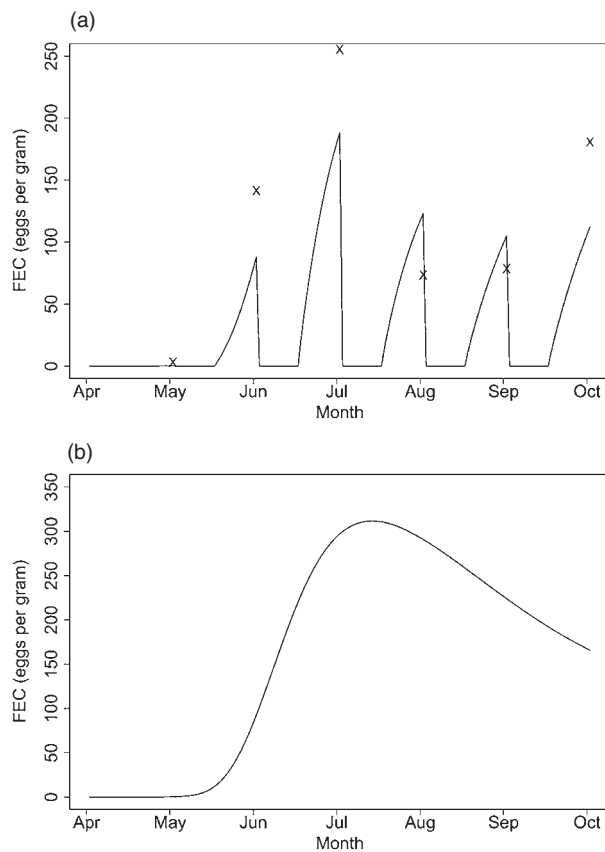 (a)
FEC (eggs per gram)
250
200
150
100
50
0
X X X X X X
Apr May Jun Jul Aug Sep Oct
Month
(b)
FEC (eggs per gram)
350
300
250
200
150
100
50
0
Apr May Jun Jul Aug Sep Oct
Month